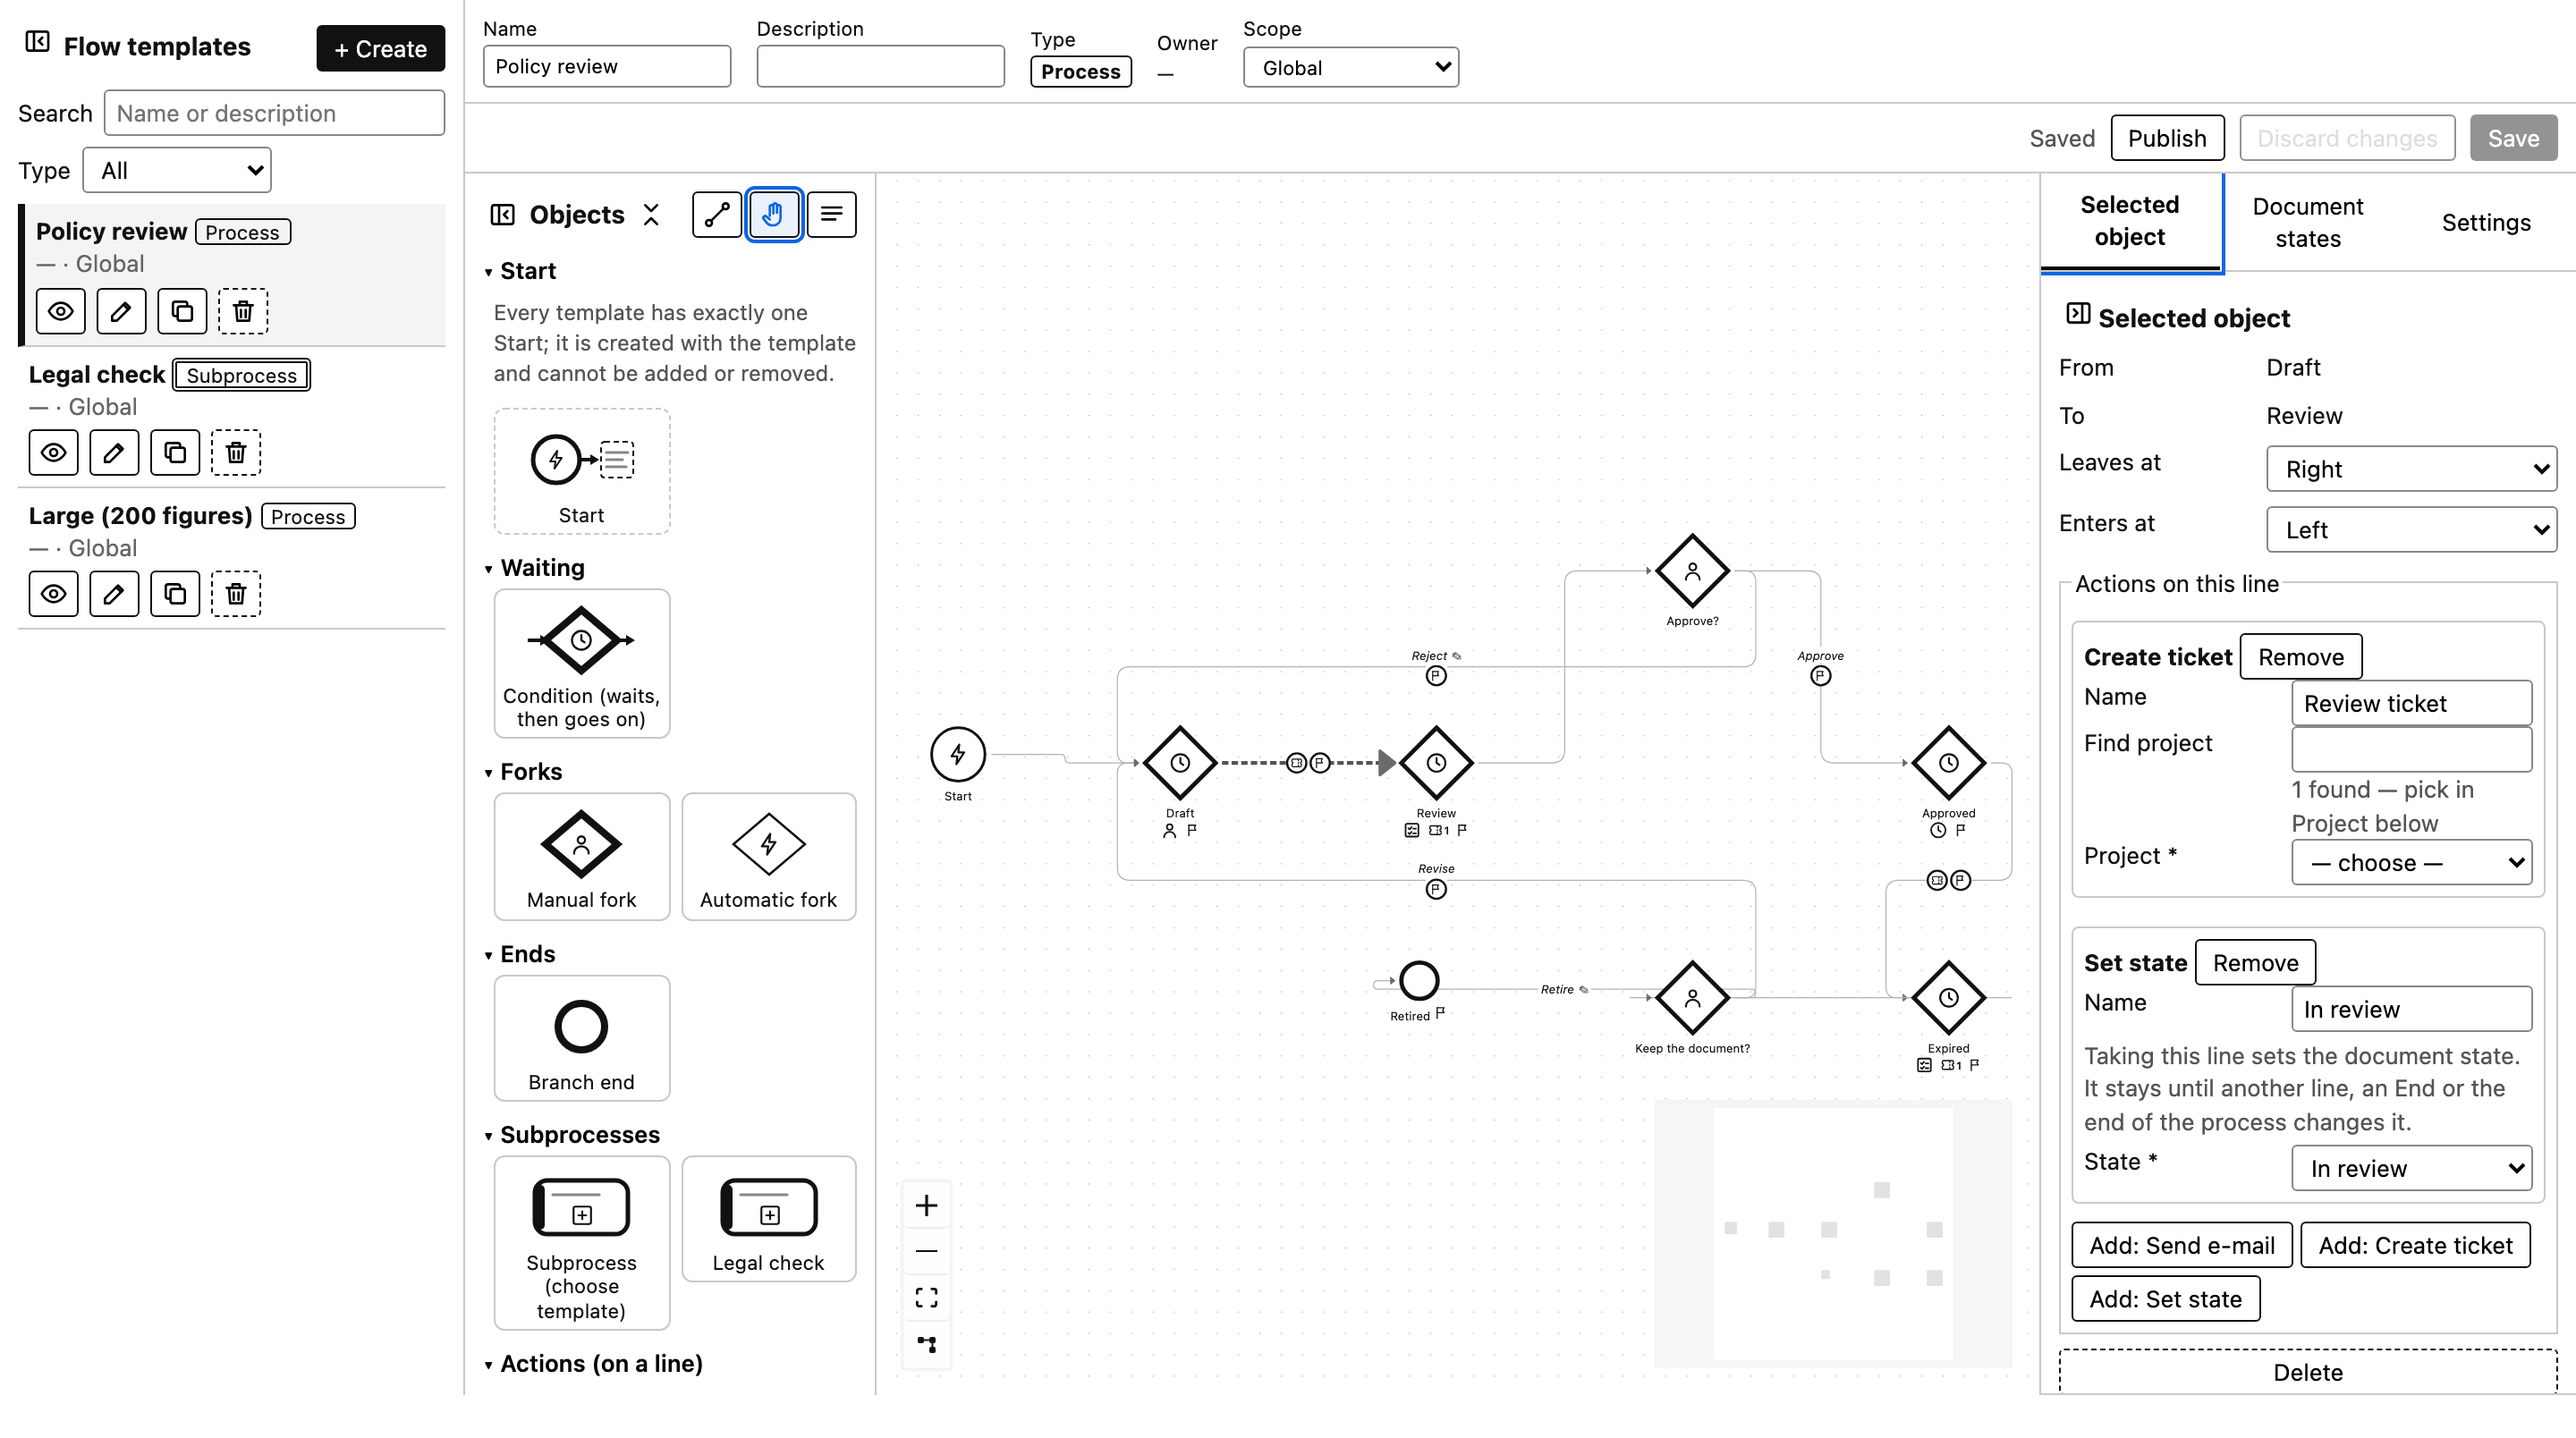 Flow templates
+ Create
Search
Name or description
Type
All
Policy review
Process
— · Global
Legal check
Subprocess
— · Global
Large (200 figures)
Process
— · Global
Name
Policy review
Description
Type
Process
Owner
—
Scope
Global
Saved
Publish
Discard changes
Save
Objects
Start
Every template has exactly one
Start; it is created with the template
and cannot be added or removed.
Start
Waiting
Condition (waits,
then goes on)
Forks
Manual fork
Automatic fork
Ends
Branch end
Subprocesses
Subprocess
(choose
template)
Legal check
Actions (on a line)
Approve?
Reject
Approve
Start
Draft
Review
1
Approved
Revise
Retire
Retired
Keep the document?
Expired
1
Selected
object
Document
states
Settings
Selected object
From
Draft
To
Review
Leaves at
Right
Enters at
Left
Actions on this line
Create ticket
Remove
Name
Review ticket
Find project
1 found — pick in
Project below
Project *
— choose —
Set state
Remove
Name
In review
Taking this line sets the document state.
It stays until another line, an End or the
end of the process changes it.
State *
In review
Add: Send e-mail
Add: Create ticket
Add: Set state
Delete